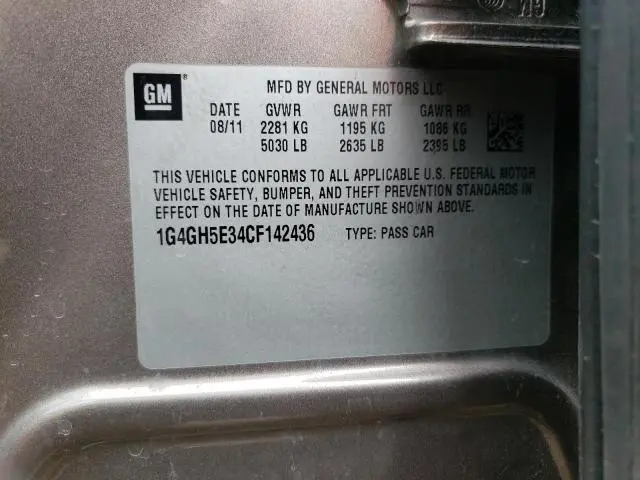 GM
GM ®
MFD BY GENERAL MOTORS LLC
DATE GVWR GAWR FRT GAWR RR
08/11 2281 KG 1195 KG 1086 KG
5030 LB 2635 LB 2395 LB
THIS VEHICLE CONFORMS TO ALL APPLICABLE U.S. FEDERAL MOTOR
VEHICLE SAFETY, BUMPER, AND THEFT PREVENTION STANDARDS IN
EFFECT ON THE DATE OF MANUFACTURE SHOWN ABOVE.
1G4GH5E34CF142436 TYPE: PASS CAR